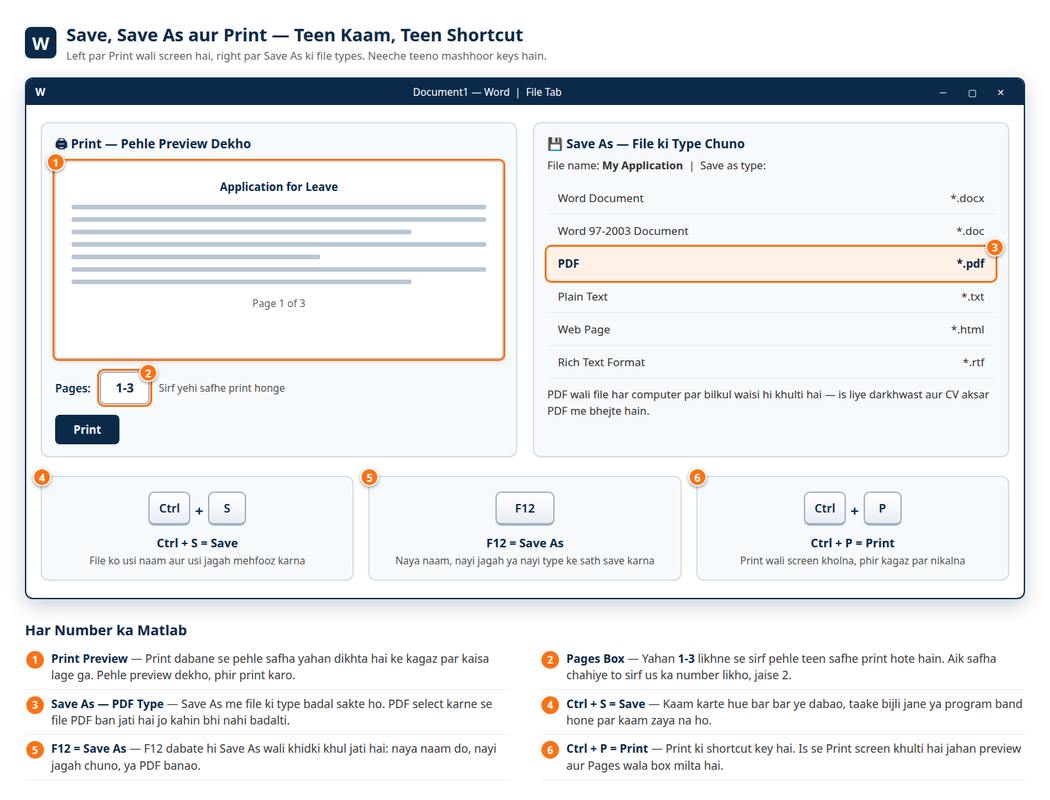 W
Save, Save As aur Print — Teen Kaam, Teen Shortcut
Left par Print wali screen hai, right par Save As ki file types. Neeche teeno mashhoor keys hain.
W
Document1 — Word | File Tab
🖨 Print — Pehle Preview Dekho
1
Application for Leave
Page 1 of 3
Pages:
1-3
2
Sirf yehi safhe print honge
Print
💾 Save As — File ki Type Chuno
File name: My Application | Save as type:
Word Document *.docx
Word 97-2003 Document *.doc
3
PDF *.pdf
Plain Text *.txt
Web Page *.html
Rich Text Format *.rtf
PDF wali file har computer par bilkul waisi hi khulti hai — is liye darkhwast aur CV aksar
PDF me bhejte hain.
4
Ctrl + S
Ctrl + S = Save
File ko usi naam aur usi jagah mehfooz karna
5
F12
F12 = Save As
Naya naam, nayi jagah ya nayi type ke sath save karna
6
Ctrl + P
Ctrl + P = Print
Print wali screen kholna, phir kagaz par nikalna
Har Number ka Matlab
1 Print Preview — Print dabane se pehle safha yahan dikhta hai ke kagaz par kaisa
lage ga. Pehle preview dekho, phir print karo.
2 Pages Box — Yahan 1-3 likhne se sirf pehle teen safhe print hote hain. Aik safha
chahiye to sirf us ka number likho, jaise 2.
3 Save As — PDF Type — Save As me file ki type badal sakte ho. PDF select karne se
file PDF ban jati hai jo kahin bhi nahi badalti.
4 Ctrl + S = Save — Kaam karte hue bar bar ye dabao, taake bijli jane ya program band
hone par kaam zaya na ho.
5 F12 = Save As — F12 dabate hi Save As wali khidki khul jati hai: naya naam do, nayi
jagah chuno, ya PDF banao.
6 Ctrl + P = Print — Print ki shortcut key hai. Is se Print screen khulti hai jahan preview
aur Pages wala box milta hai.